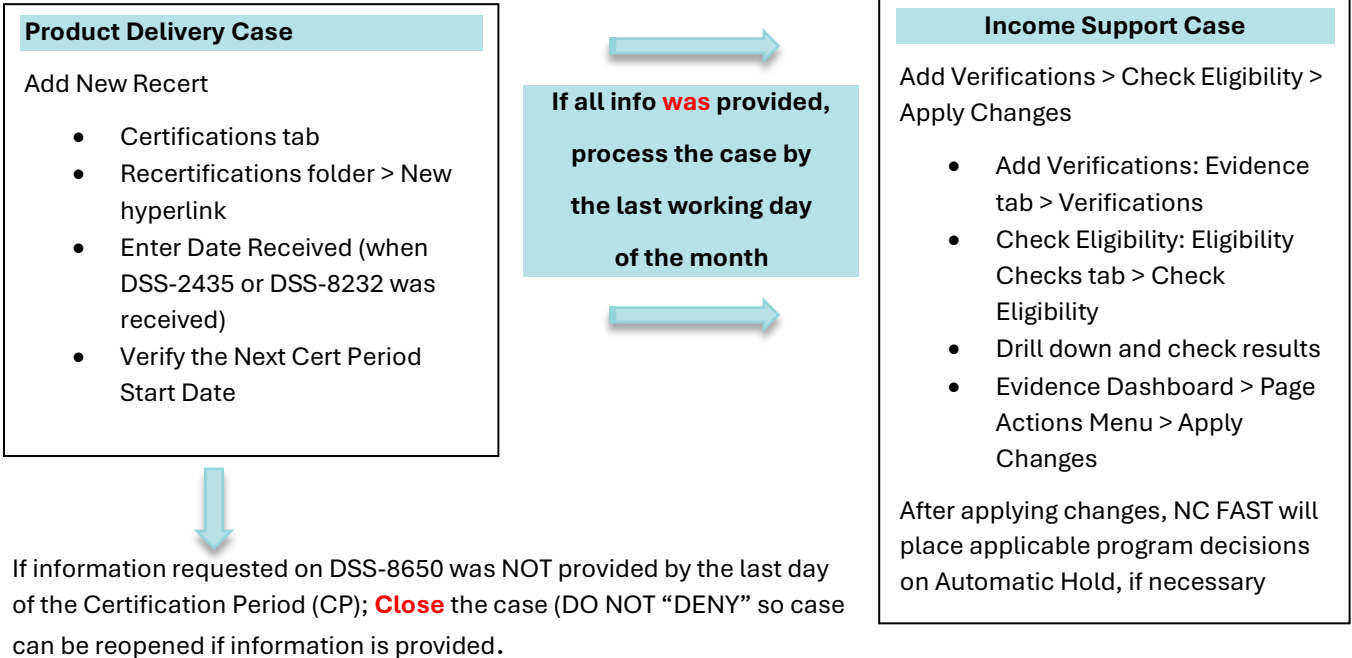 Product Delivery Case
Add New Recert
• Certifications tab
• Recertifications folder > New
hyperlink
• Enter Date Received (when
DSS-2435 or DSS-8232 was
received)
• Verify the Next Cert Period
Start Date
If all info was provided,
process the case by
the last working day
of the month
Income Support Case
Add Verifications > Check Eligibility >
Apply Changes
• Add Verifications: Evidence
tab > Verifications
• Check Eligibility: Eligibility
Checks tab > Check
Eligibility
• Drill down and check results
• Evidence Dashboard > Page
Actions Menu > Apply
Changes
After applying changes, NC FAST will
place applicable program decisions
on Automatic Hold, if necessary
If information requested on DSS-8650 was NOT provided by the last day
of the Certification Period (CP); Close the case (DO NOT “DENY” so case
can be reopened if information is provided.